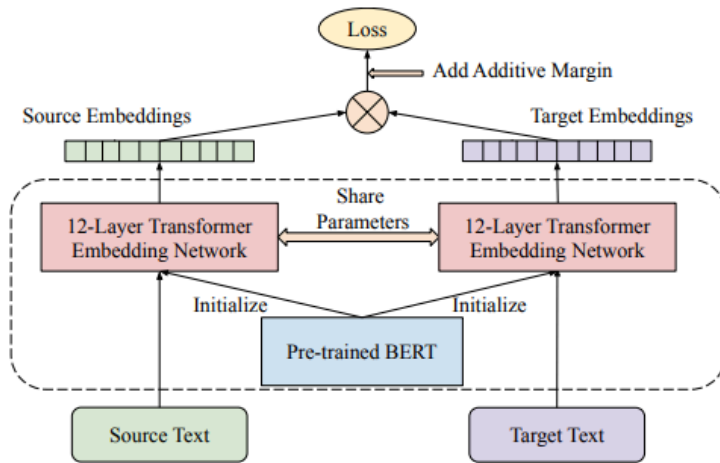 Loss
Add Additive Margin
Source Embeddings
Target Embeddings
12-Layer Transformer
Embedding Network
Share
Parameters
12-Layer Transformer
Embedding Network
Initialize
Initialize
Pre-trained BERT
Source Text
Target Text